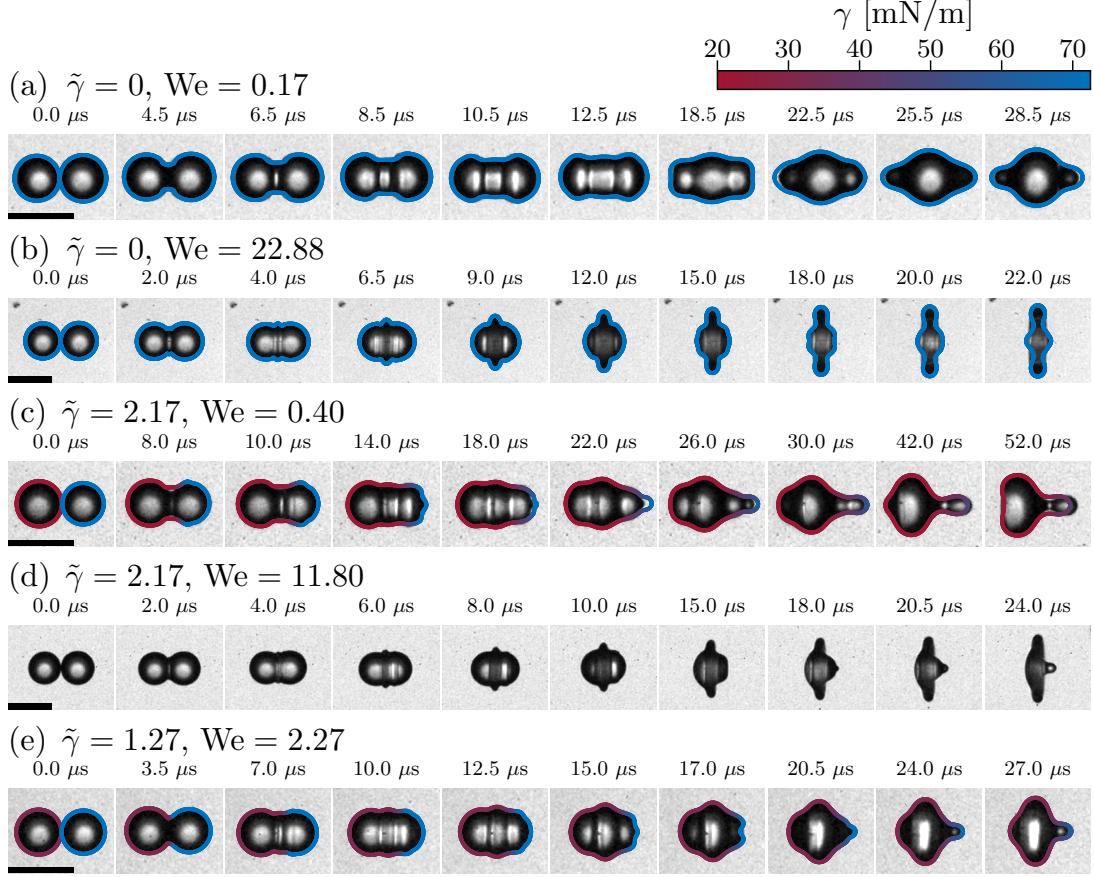 γ [mN/m]
20 30 40 50 60 70
(a) γ̃ = 0, We = 0.17
0.0 μs 4.5 μs 6.5 μs 8.5 μs 10.5 μs 12.5 μs 18.5 μs 22.5 μs 25.5 μs 28.5 μs
(b) γ̃ = 0, We = 22.88
0.0 μs 2.0 μs 4.0 μs 6.5 μs 9.0 μs 12.0 μs 15.0 μs 18.0 μs 20.0 μs 22.0 μs
(c) γ̃ = 2.17, We = 0.40
0.0 μs 8.0 μs 10.0 μs 14.0 μs 18.0 μs 22.0 μs 26.0 μs 30.0 μs 42.0 μs 52.0 μs
(d) γ̃ = 2.17, We = 11.80
0.0 μs 2.0 μs 4.0 μs 6.0 μs 8.0 μs 10.0 μs 15.0 μs 18.0 μs 20.5 μs 24.0 μs
(e) γ̃ = 1.27, We = 2.27
0.0 μs 3.5 μs 7.0 μs 10.0 μs 12.5 μs 15.0 μs 17.0 μs 20.5 μs 24.0 μs 27.0 μs